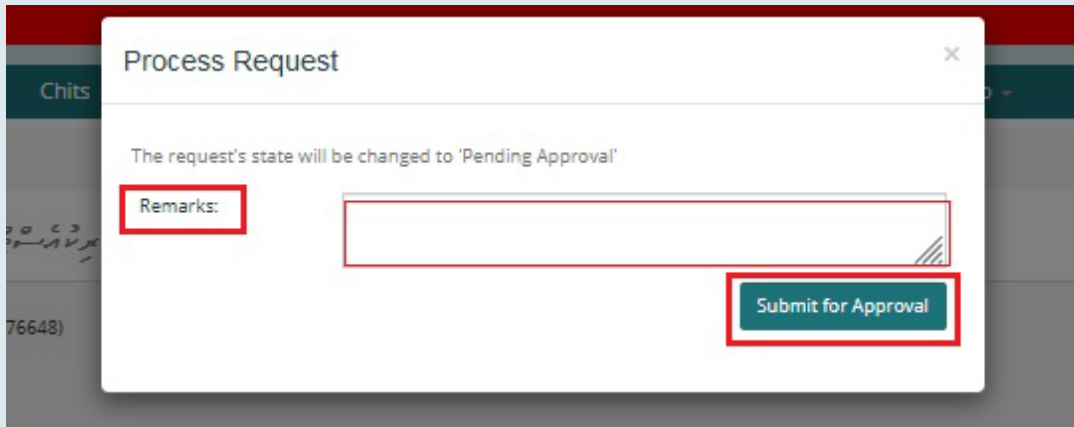 Process Request
×
Chits
The request's state will be changed to 'Pending Approval'
Remarks:
Submit for Approval
76648)